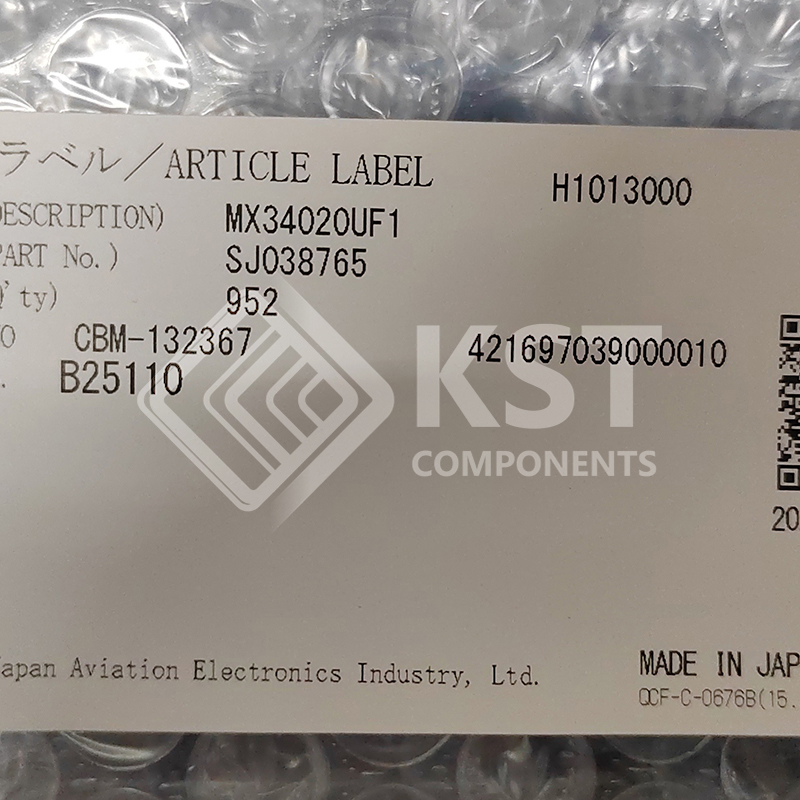 ラベル／ARTICLE LABEL
H1013000
DESCRIPTION) MX34020UF1
PART No.) SJ038765
Q'ty) 952
O CBM-132367
421697039000010
. B25110
KST
COMPONENTS
20
Japan Aviation Electronics Industry, Ltd.
MADE IN JAP
QCF-C-0676B(15.